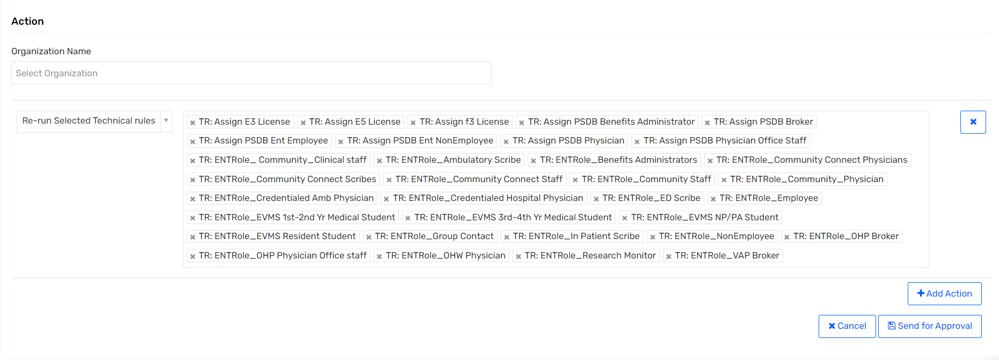 Action
Organization Name
Select Organization
Re-run Selected Technical rules
TR: Assign E3 License TR: Assign E5 License TR: Assign f3 License TR: Assign PSDB Benefits Administrator TR: Assign PSDB Broker
TR: Assign PSDB Ent Employee TR: Assign PSDB Ent NonEmployee TR: Assign PSDB Physician TR: Assign PSDB Physician Office Staff
TR: ENTRole_ Community_Clinical staff TR: ENTRole_Ambulatory Scribe TR: ENTRole_Benefits Administrators TR: ENTRole_Community Connect Physicians
TR: ENTRole_Community Connect Scribes TR: ENTRole_Community Connect Staff TR: ENTRole_Community Staff TR: ENTRole_Community_Physician
TR: ENTRole_Credentialed Amb Physician TR: ENTRole_Credentialed Hospital Physician TR: ENTRole_ED Scribe TR: ENTRole_Employee
TR: ENTRole_EVMS 1st-2nd Yr Medical Student TR: ENTRole_EVMS 3rd-4th Yr Medical Student TR: ENTRole_EVMS NP/PA Student
TR: ENTRole_EVMS Resident Student TR: ENTRole_Group Contact TR: ENTRole_In Patient Scribe TR: ENTRole_NonEmployee TR: ENTRole_OHP Broker
TR: ENTRole_OHP Physician Office staff TR: ENTRole_OHW Physician TR: ENTRole_Research Monitor TR: ENTRole_VAP Broker
Add Action
Cancel Send for Approval